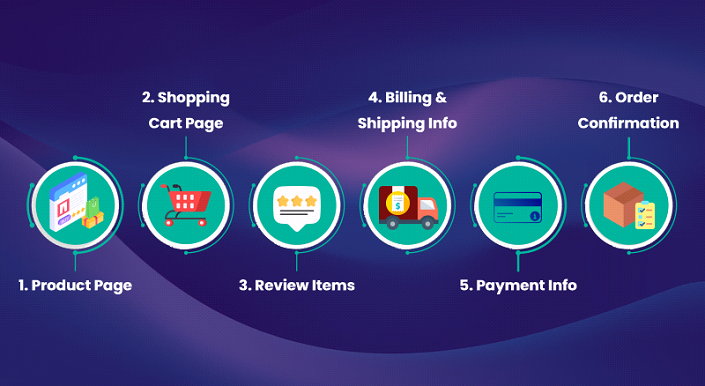 1. Product Page
2. Shopping
Cart Page
3. Review Items
4. Billing &
Shipping Info
5. Payment Info
6. Order
Confirmation